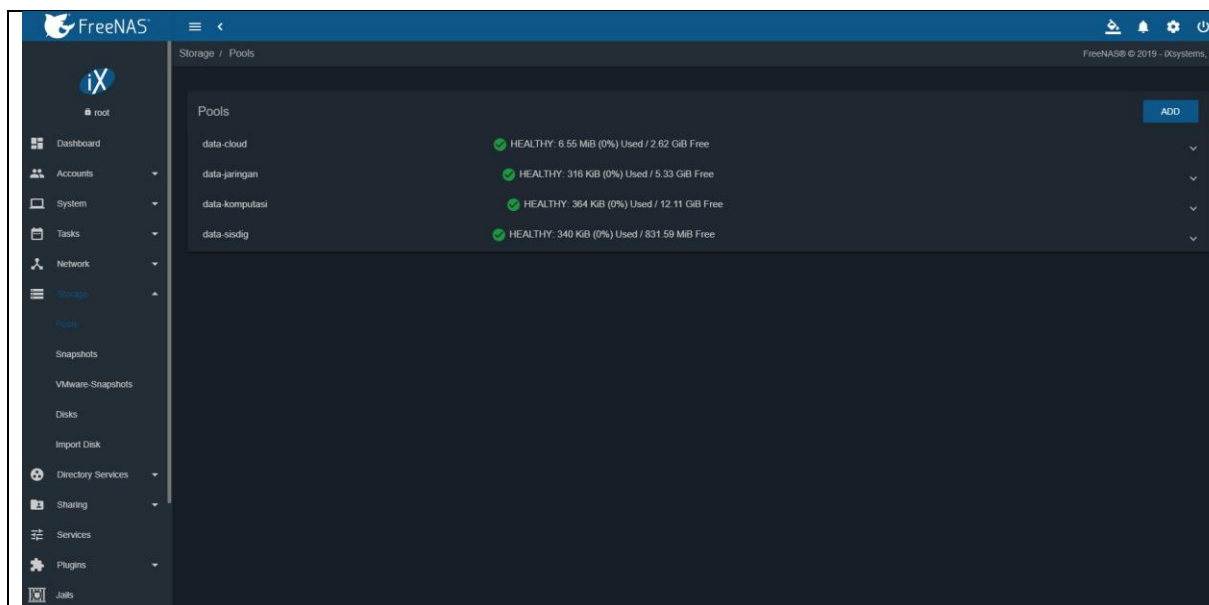 FreeNAS®
Storage / Pools
FreeNAS® © 2019 - iXsystems,
iX
root
Pools
ADD
Dashboard
data-cloud
HEALTHY: 6.55 MiB (0%) Used / 2.62 GiB Free
Accounts
data-jaringan
HEALTHY: 316 KiB (0%) Used / 5.33 GiB Free
System
data-komputasi
HEALTHY: 364 KiB (0%) Used / 12.11 GiB Free
Tasks
data-sisdig
HEALTHY: 340 KiB (0%) Used / 831.59 MiB Free
Network
Storage
Pools
Snapshots
VMware-Snapshots
Disks
Import Disk
Directory Services
Sharing
Services
Plugins
Jails